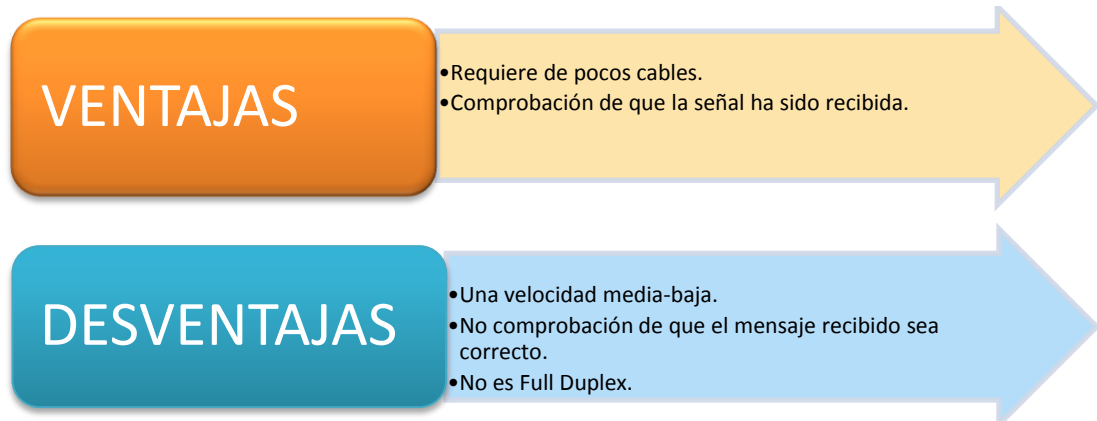 VENTAJAS
•Requiere de pocos cables.
•Comprobación de que la señal ha sido recibida.
DESVENTAJAS
•Una velocidad media-baja.
•No comprobación de que el mensaje recibido sea
correcto.
•No es Full Duplex.